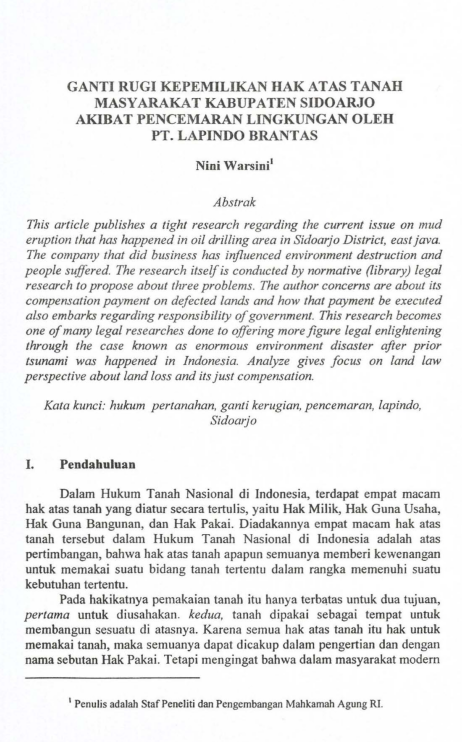 GANTI RUGI KEPEMILIKAN HAK ATAS TANAH
MASYARAKAT KABUPATEN SIDOARJO
AKIBAT PENCEMARAN LINGKUNGAN OLEH
PT. LAPINDO BRANTAS
Nini Warsini¹
Abstrak
This article publishes a tight research regarding the current issue on mud
eruption that has happened in oil drilling area in Sidoarjo District, east java.
The company that did business has influenced environment destruction and
people suffered. The research itself is conducted by normative (library) legal
research to propose about three problems. The author concerns are about its
compensation payment on defected lands and how that payment be executed
also embarks regarding responsibility of government. This research becomes
one of many legal researches done to offering more figure legal enlightening
through the case known as enormous environment disaster after prior
tsunami was happened in Indonesia. Analyze gives focus on land law
perspective about land loss and its just compensation.
Kata kunci: hukum pertanahan, ganti kerugian, pencemaran, lapindo,
Sidoarjo
I. Pendahuluan
Dalam Hukum Tanah Nasional di Indonesia, terdapat empat macam
hak atas tanah yang diatur secara tertulis, yaitu Hak Milik, Hak Guna Usaha,
Hak Guna Bangunan, dan Hak Pakai. Diadakannya empat macam hak atas
tanah tersebut dalam Hukum Tanah Nasional di Indonesia adalah atas
pertimbangan, bahwa hak atas tanah apapun semuanya memberi kewenangan
untuk memakai suatu bidang tanah tertentu dalam rangka memenuhi suatu
kebutuhan tertentu.
Pada hakikatnya pemakaian tanah itu hanya terbatas untuk dua tujuan,
pertama untuk diusahakan. kedua, tanah dipakai sebagai tempat untuk
membangun sesuatu di atasnya. Karena semua hak atas tanah itu hak untuk
memakai tanah, maka semuanya dapat dicakup dalam pengertian dan dengan
nama sebutan Hak Pakai. Tetapi mengingat bahwa dalam masyarakat modern
¹ Penulis adalah Staf Peneliti dan Pengembangan Mahkamah Agung RI.